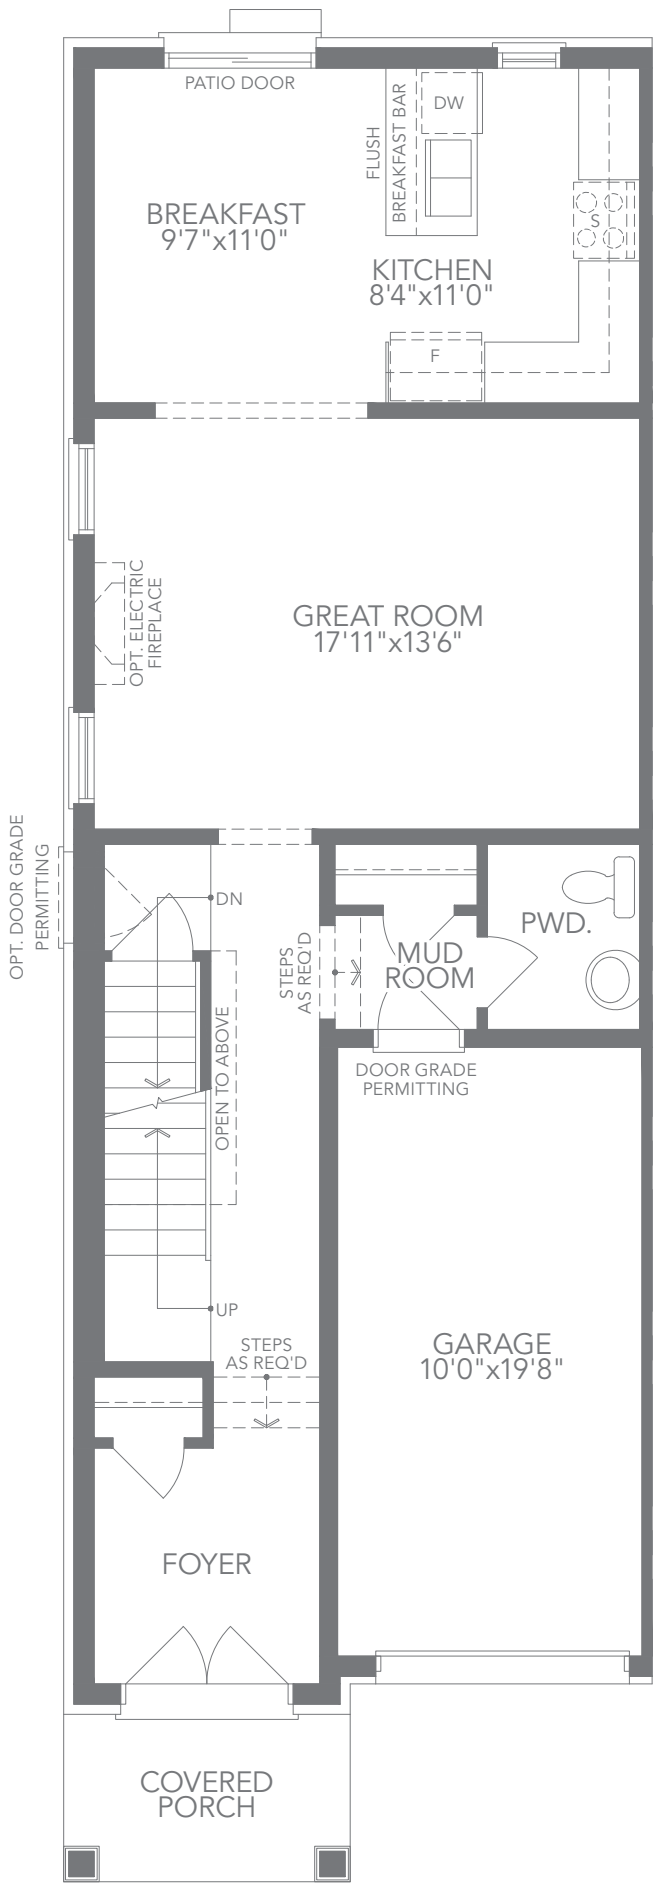 PATIO DOOR
DW
FLUSH
BREAKFAST BAR
BREAKFAST
9'7"x11'0"
S
KITCHEN
8'4"x11'0"
F
OPT. ELECTRIC
FIREPLACE
GREAT ROOM
17'11"x13'6"
OPT. DOOR GRADE
PERMITTING
DN
STEPS
AS REQ'D
MUD
ROOM
PWD.
OPEN TO ABOVE
DOOR GRADE
PERMITTING
UP
STEPS
AS REQ'D
GARAGE
10'0"x19'8"
FOYER
COVERED
PORCH